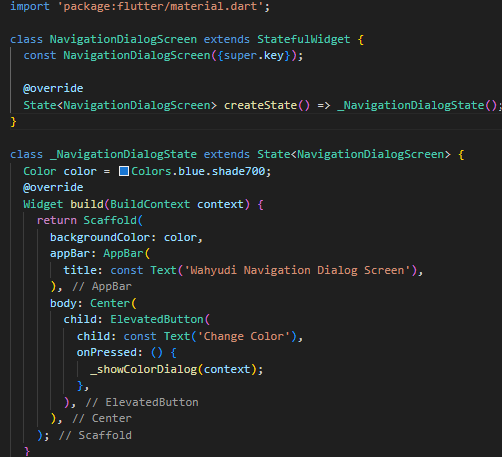 import 'package:flutter/material.dart';

class NavigationDialogScreen extends StatefulWidget {
  const NavigationDialogScreen({super.key});

  @override
  State<NavigationDialogScreen> createState() => _NavigationDialogState();
}

class _NavigationDialogState extends State<NavigationDialogScreen> {
  Color color = Colors.blue.shade700;
  @override
  Widget build(BuildContext context) {
    return Scaffold(
      backgroundColor: color,
      appBar: AppBar(
        title: const Text('Wahyudi Navigation Dialog Screen'),
      ), // AppBar
      body: Center(
        child: ElevatedButton(
          child: const Text('Change Color'),
          onPressed: () {
            _showColorDialog(context);
          },
        ), // ElevatedButton
      ), // Center
    ); // Scaffold
  }